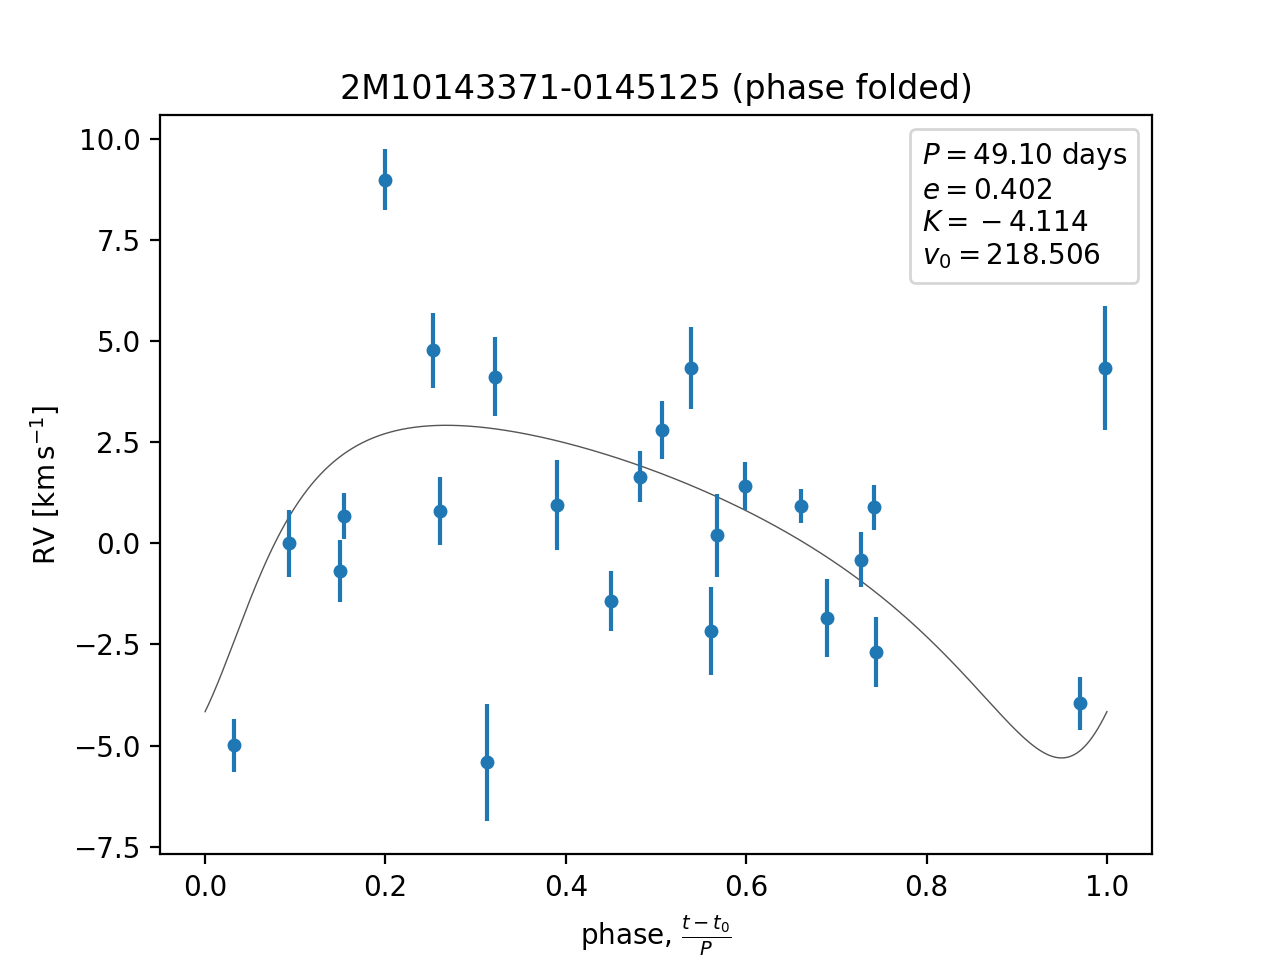 2M10143371-0145125 (phase folded)
P = 49.10 days
e = 0.402
K = −4.114
v₀ = 218.506
RV [km s⁻¹]
10.0
7.5
5.0
2.5
0.0
−2.5
−5.0
−7.5
0.0 0.2 0.4 0.6 0.8 1.0
phase, (t − t₀)/P